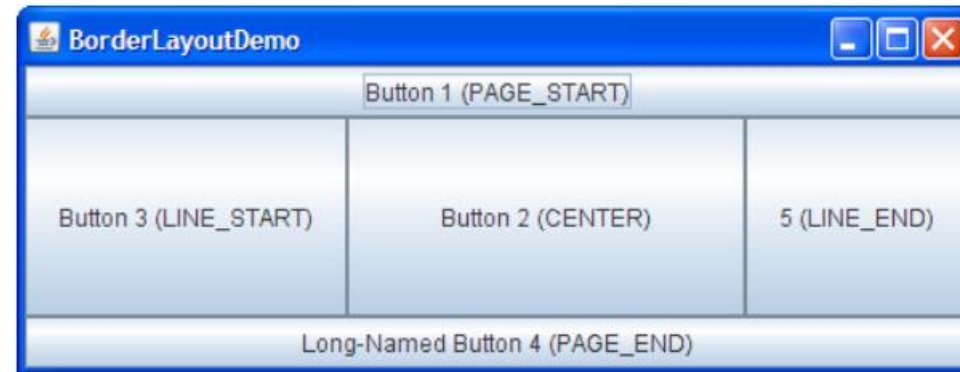 BorderLayoutDemo
Button 1 (PAGE_START)
Button 3 (LINE_START) Button 2 (CENTER) 5 (LINE_END)
Long-Named Button 4 (PAGE_END)